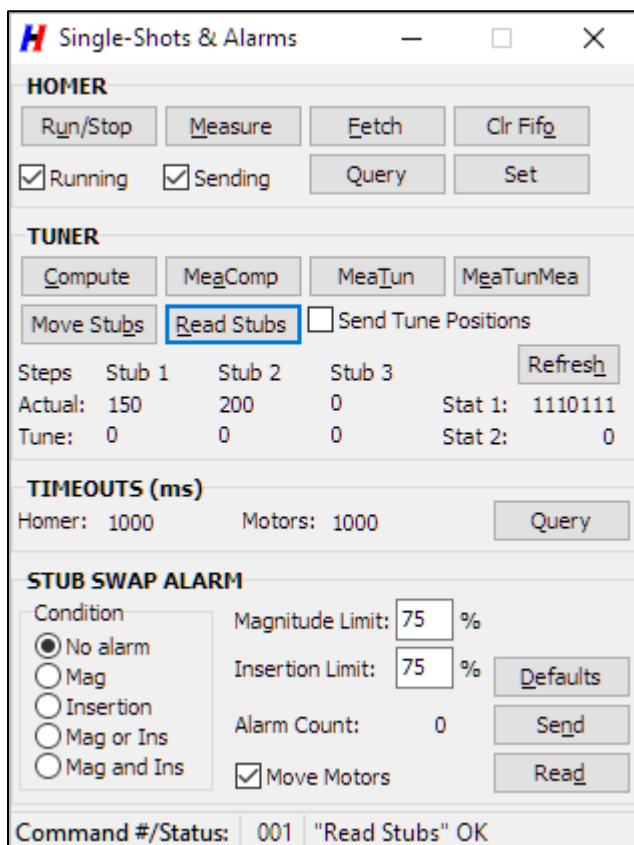 H Single-Shots & Alarms
HOMER
Run/Stop Measure Fetch Clr Fifo
Running Sending Query Set
TUNER
Compute MeaComp MeaTun MeaTunMea
Move Stubs Read Stubs Send Tune Positions
Refresh
Steps Stub 1 Stub 2 Stub 3
Actual: 150 200 0 Stat 1: 1110111
Tune: 0 0 0 Stat 2: 0
TIMEOUTS (ms)
Homer: 1000 Motors: 1000 Query
STUB SWAP ALARM
Condition
No alarm
Mag
Insertion
Mag or Ins
Mag and Ins
Magnitude Limit: 75 %
Insertion Limit: 75 % Defaults
Alarm Count: 0 Send
Move Motors Read
Command #/Status: 001 "Read Stubs" OK